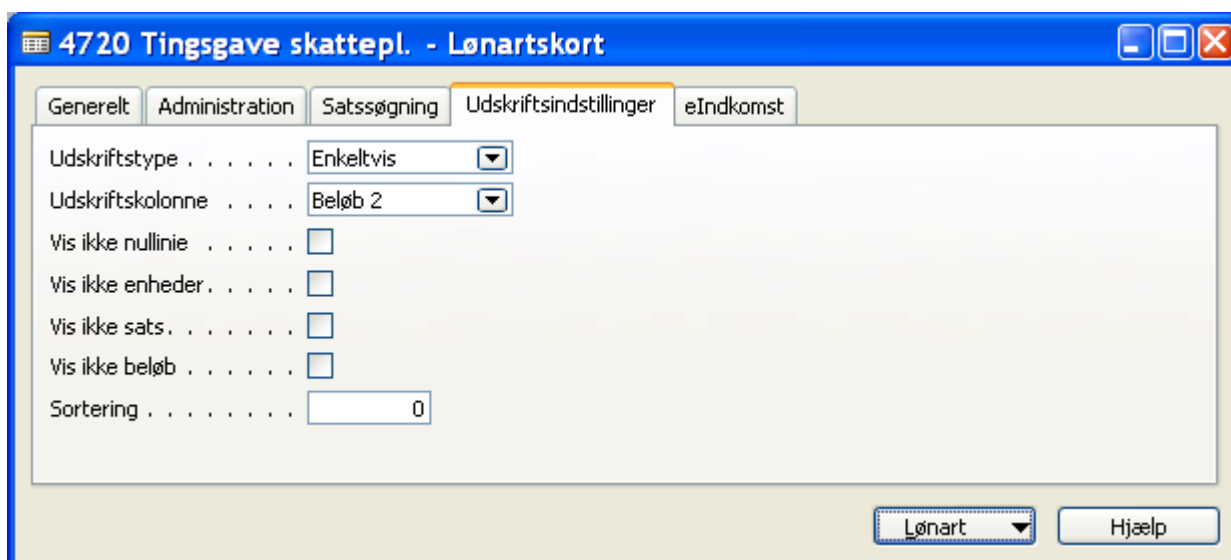 4720 Tingsgave skattepl. - Lønartskort
Generelt Administration Satssøgning Udskriftsindstillinger eIndkomst
Udskriftstype . . . . . . Enkeltvis
Udskriftskolonne . . . . Beløb 2
Vis ikke nullinie . . . . .
Vis ikke enheder. . . . .
Vis ikke sats. . . . . . .
Vis ikke beløb . . . . . .
Sortering . . . . . . . . 0
Lønart Hjælp